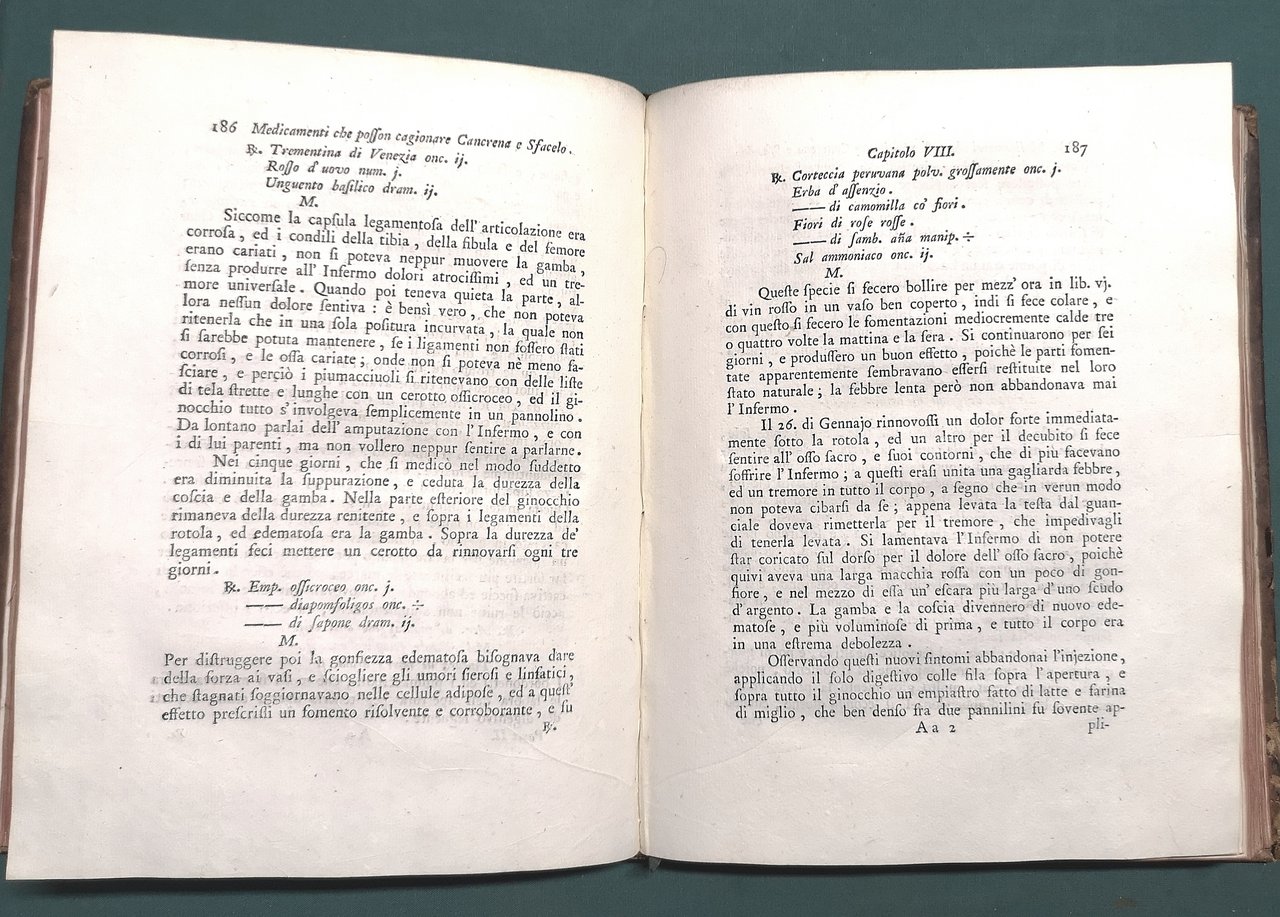 186 Medicamenti che poſſon cagionare Cancrena e Sfacelo.
℞. Trementina di Venezia onc. ij.
Roſſo d'uovo num. j.
Unguento baſilico dram. ij.
M.
Siccome la capſula legamentoſa dell'articolazione era
corroſa, ed i condili della tibia, della fibula e del femore
erano cariati, non ſi poteva neppur muovere la gamba,
ſenza produrre all'Infermo dolori atrociſſimi, ed un tre-
more univerſale. Quando poi teneva quieta la parte, al-
lora neſſun dolore ſentiva: è bensì vero, che non poteva
ritenerla che in una ſola poſitura incurvata, la quale non
ſi ſarebbe potuta mantenere, ſe i ligamenti non foſſero ſtati
corroſi, e le oſſa cariate; onde non ſi poteva nè meno fa-
ſciare, e perciò i piumacciuoli ſi ritenevano con delle liſte
di tela ſtrette e lunghe con un cerotto oſſicroceo, ed il gi-
nocchio tutto s'involgeva ſemplicemente in un pannolino.
Da lontano parlai dell'amputazione con l'Infermo, e con
i di lui parenti, ma non vollero neppur ſentire a parlarne.
Nei cinque giorni, che ſi medicò nel modo ſuddetto
era diminuita la ſuppurazione, e ceduta la durezza della
coſcia e della gamba. Nella parte eſteriore del ginocchio
rimaneva della durezza renitente, e ſopra i legamenti della
rotola, ed edematoſa era la gamba. Sopra la durezza de'
legamenti feci mettere un cerotto da rinnovarſi ogni tre
giorni.
℞. Emp. oſſicroceo onc. j.
—— diapomfoligos onc. ÷
—— di ſapone dram. ij.
M.
Per diſtruggere poi la gonfiezza edematoſa biſognava dare
della forza ai vaſi, e ſciogliere gli umori ſieroſi e linfatici,
che ſtagnati ſoggiornavano nelle cellule adipoſe, ed a queſt'
effetto preſcriſſi un fomento riſolvente e corroborante, e fu
℞.
Capitolo VIII. 187
℞. Corteccia peruvana polv. groſſamente onc. j.
Erba d'aſſenzio.
—— di camomilla co' fiori.
Fiori di roſe roſſe.
—— di ſamb. aña manip. ÷
Sal ammoniaco onc. ij.
M.
Queſte ſpecie ſi fecero bollire per mezz'ora in lib. vj.
di vin roſſo in un vaſo ben coperto, indi ſi fece colare, e
con queſto ſi fecero le fomentazioni mediocremente calde tre
o quattro volte la mattina e la ſera. Si continuarono per ſei
giorni, e produſſero un buon effetto, poichè le parti fomen-
tate apparentemente ſembravano eſſerſi reſtituite nel loro
ſtato naturale; la febbre lenta però non abbandonava mai
l'Infermo.
Il 26. di Gennajo rinnovoſſi un dolor forte immediata-
mente ſotto la rotola, ed un altro per il decubito ſi fece
ſentire all'oſſo ſacro, e ſuoi contorni, che di più facevano
ſoffrire l'Infermo; a queſti eraſi unita una gagliarda febbre,
ed un tremore in tutto il corpo, a ſegno che in verun modo
non poteva cibarſi da ſe; appena levata la teſta dal guan-
ciale doveva rimetterla per il tremore, che impedivagli
di tenerla levata. Si lamentava l'Infermo di non potere
ſtar coricato ſul dorſo per il dolore dell'oſſo ſacro, poichè
quivi aveva una larga macchia roſſa con un poco di gon-
fiore, e nel mezzo di eſſa un'eſcara più larga d'uno ſcudo
d'argento. La gamba e la coſcia divennero di nuovo ede-
matoſe, e più voluminoſe di prima, e tutto il corpo era
in una eſtrema debolezza.
Oſſervando queſti nuovi ſintomi abbandonai l'injezione,
applicando il ſolo digeſtivo colle fila ſopra l'apertura, e
ſopra tutto il ginocchio un empiaſtro fatto di latte e farina
di miglio, che ben denſo fra due pannilini fu ſovente ap-
A a 2 pli-